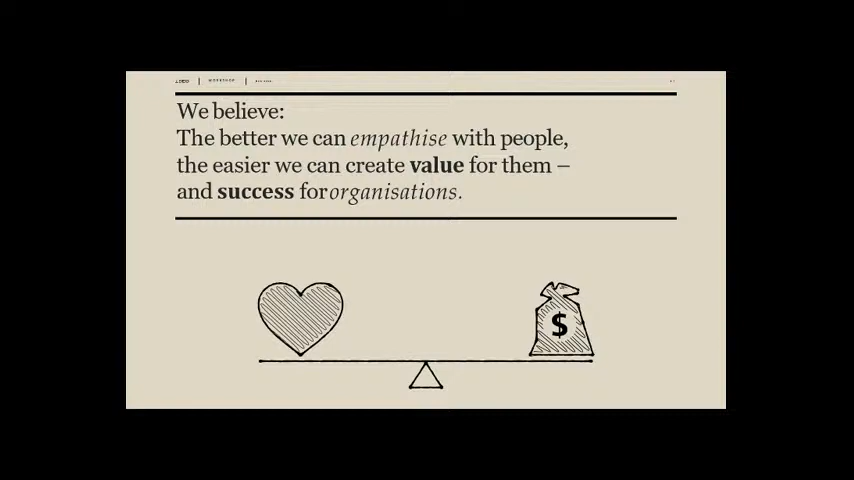 WORKSHOP
We believe:
The better we can empathise with people,
the easier we can create value for them –
and success for organisations.
$